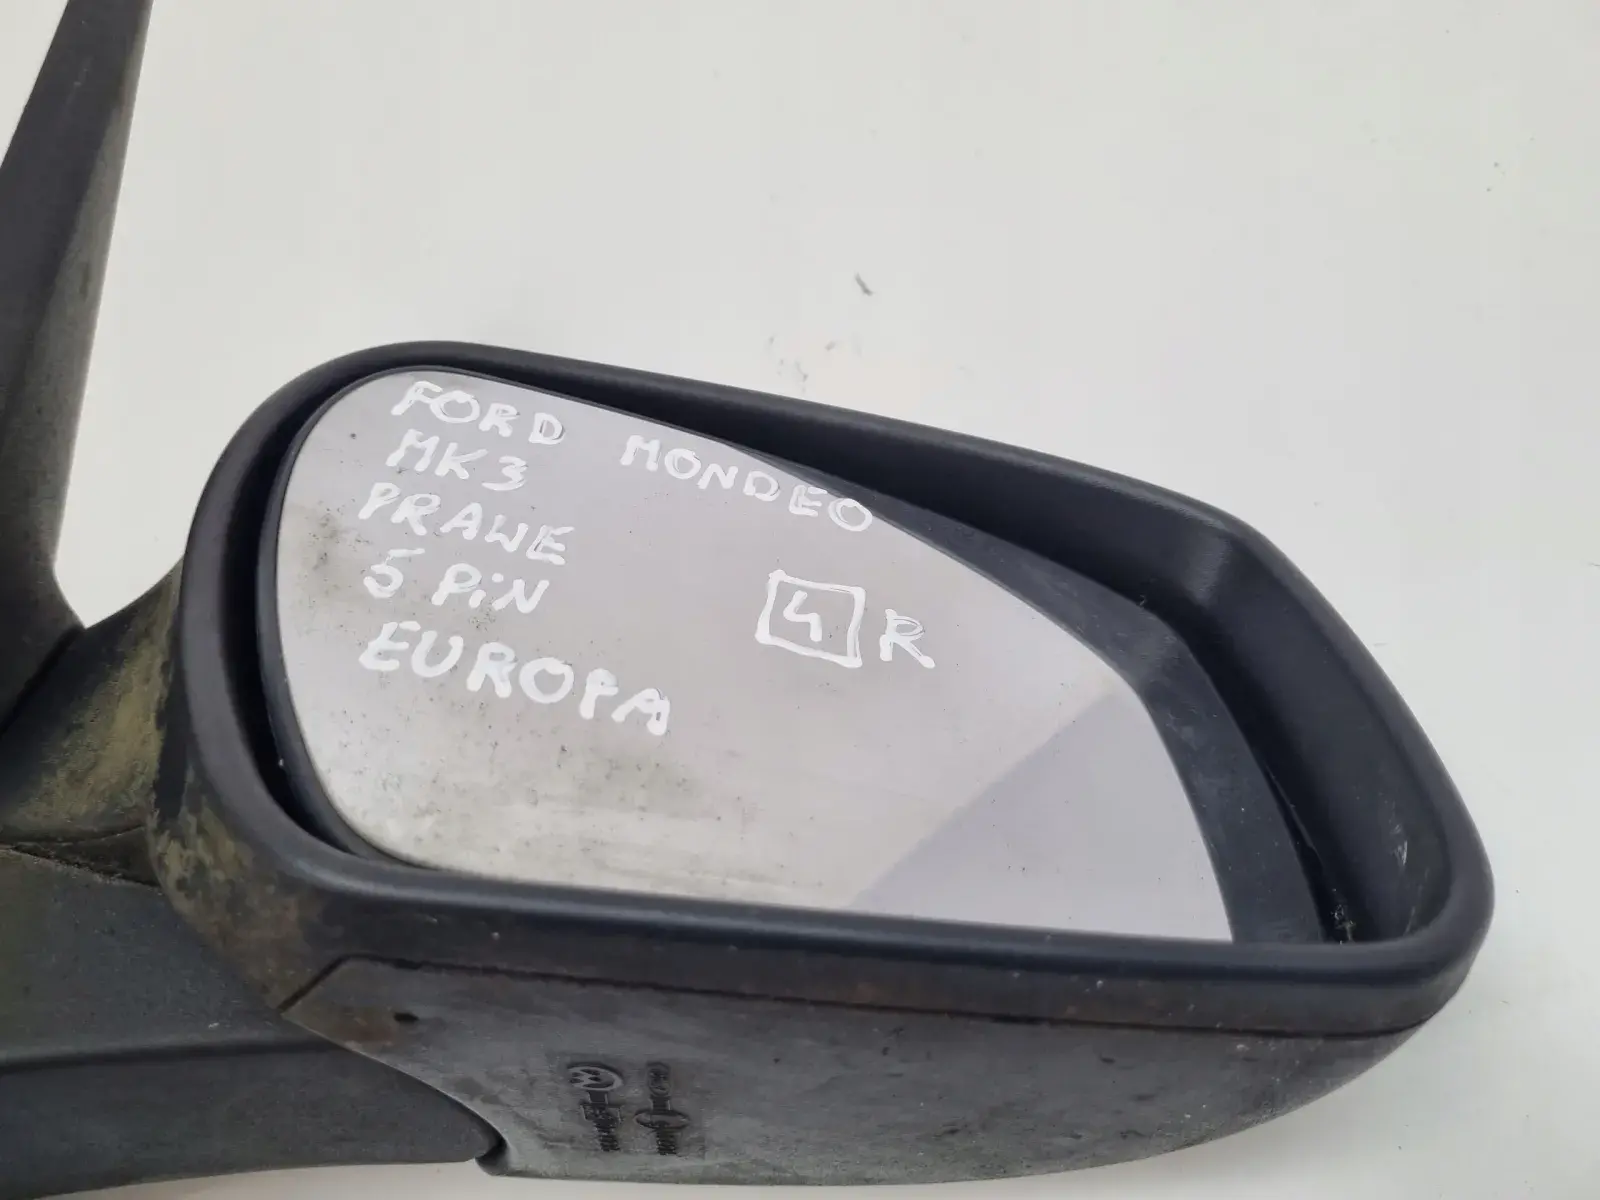 FORD MONDEO
MK3
PRAWE
5 PiN
EUROPA
4 R